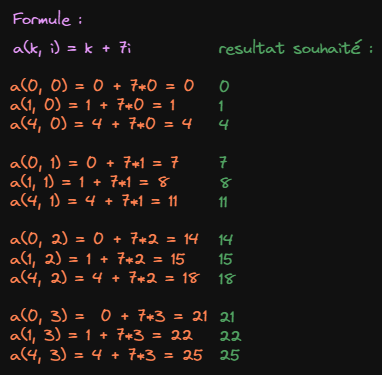 Formule :
a(k, i) = k + 7i resultat souhaité :
a(0, 0) = 0 + 7*0 = 0 0
a(1, 0) = 1 + 7*0 = 1 1
a(4, 0) = 4 + 7*0 = 4 4
a(0, 1) = 0 + 7*1 = 7 7
a(1, 1) = 1 + 7*1 = 8 8
a(4, 1) = 4 + 7*1 = 11 11
a(0, 2) = 0 + 7*2 = 14 14
a(1, 2) = 1 + 7*2 = 15 15
a(4, 2) = 4 + 7*2 = 18 18
a(0, 3) = 0 + 7*3 = 21 21
a(1, 3) = 1 + 7*3 = 22 22
a(4, 3) = 4 + 7*3 = 25 25